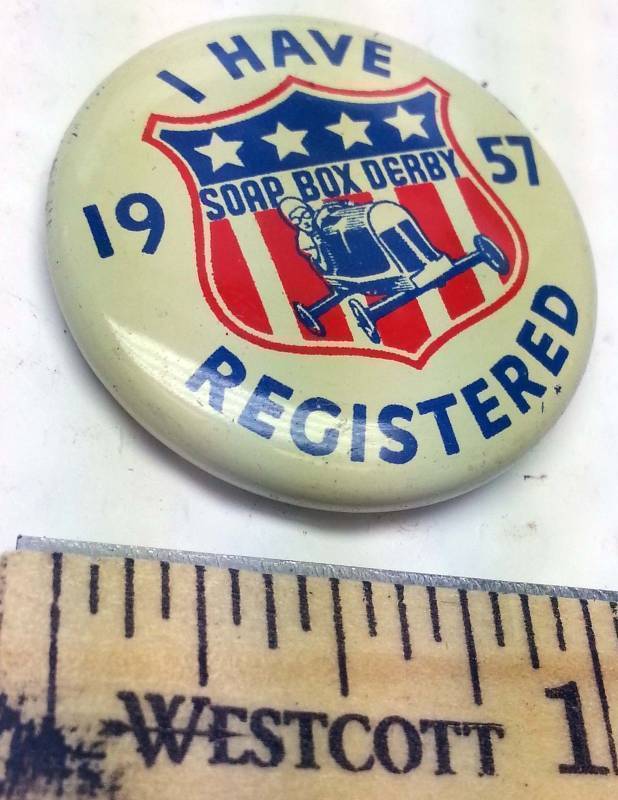 I HAVE
19 57
SOAP BOX DERBY
REGISTERED
WESTCOTT
1